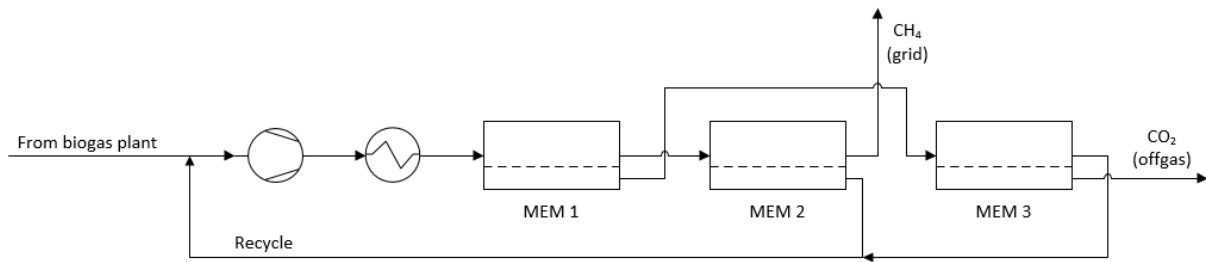 CH₄
(grid)
From biogas plant
CO₂
(offgas)
MEM 1
MEM 2
MEM 3
Recycle